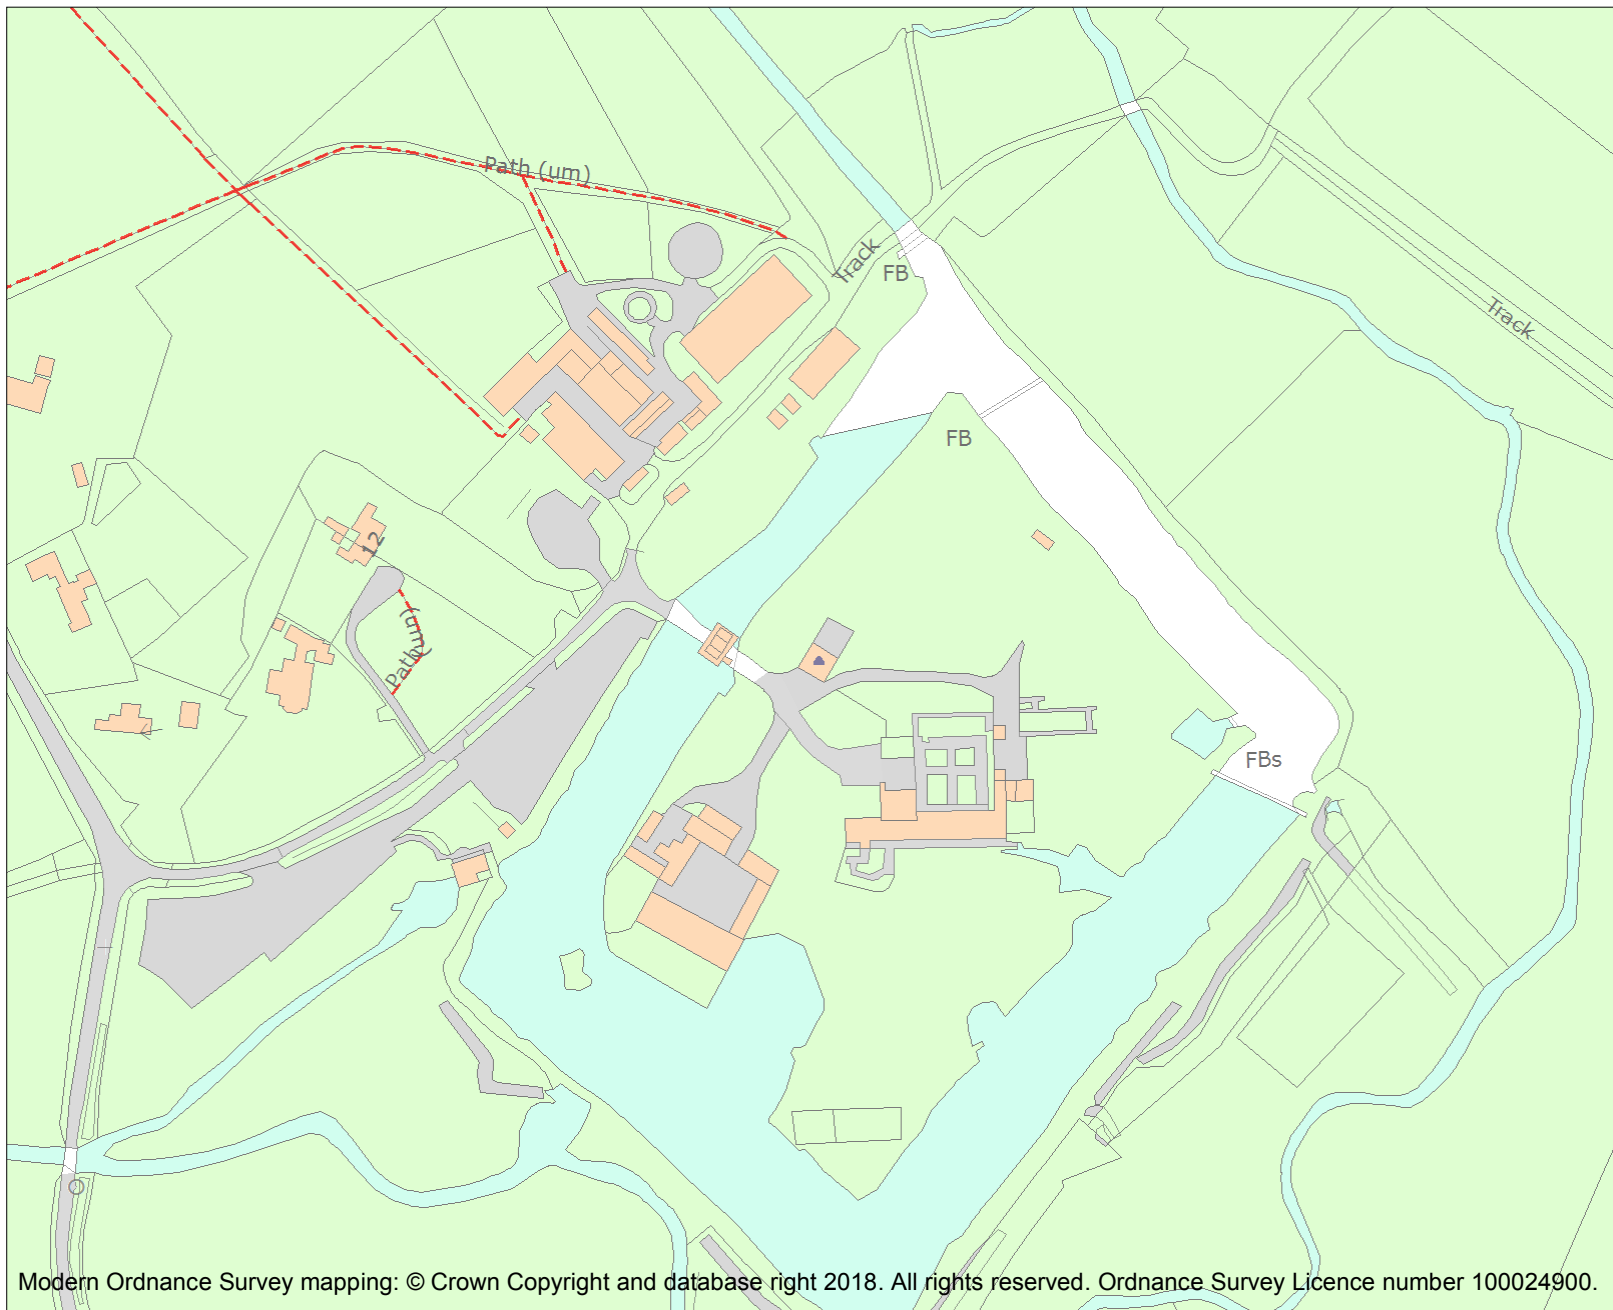 Path (um)
Track
FB
Track
FB
12
Path
(um)
FBs
Modern Ordnance Survey mapping: © Crown Copyright and database right 2018. All rights reserved. Ordnance Survey Licence number 100024900.